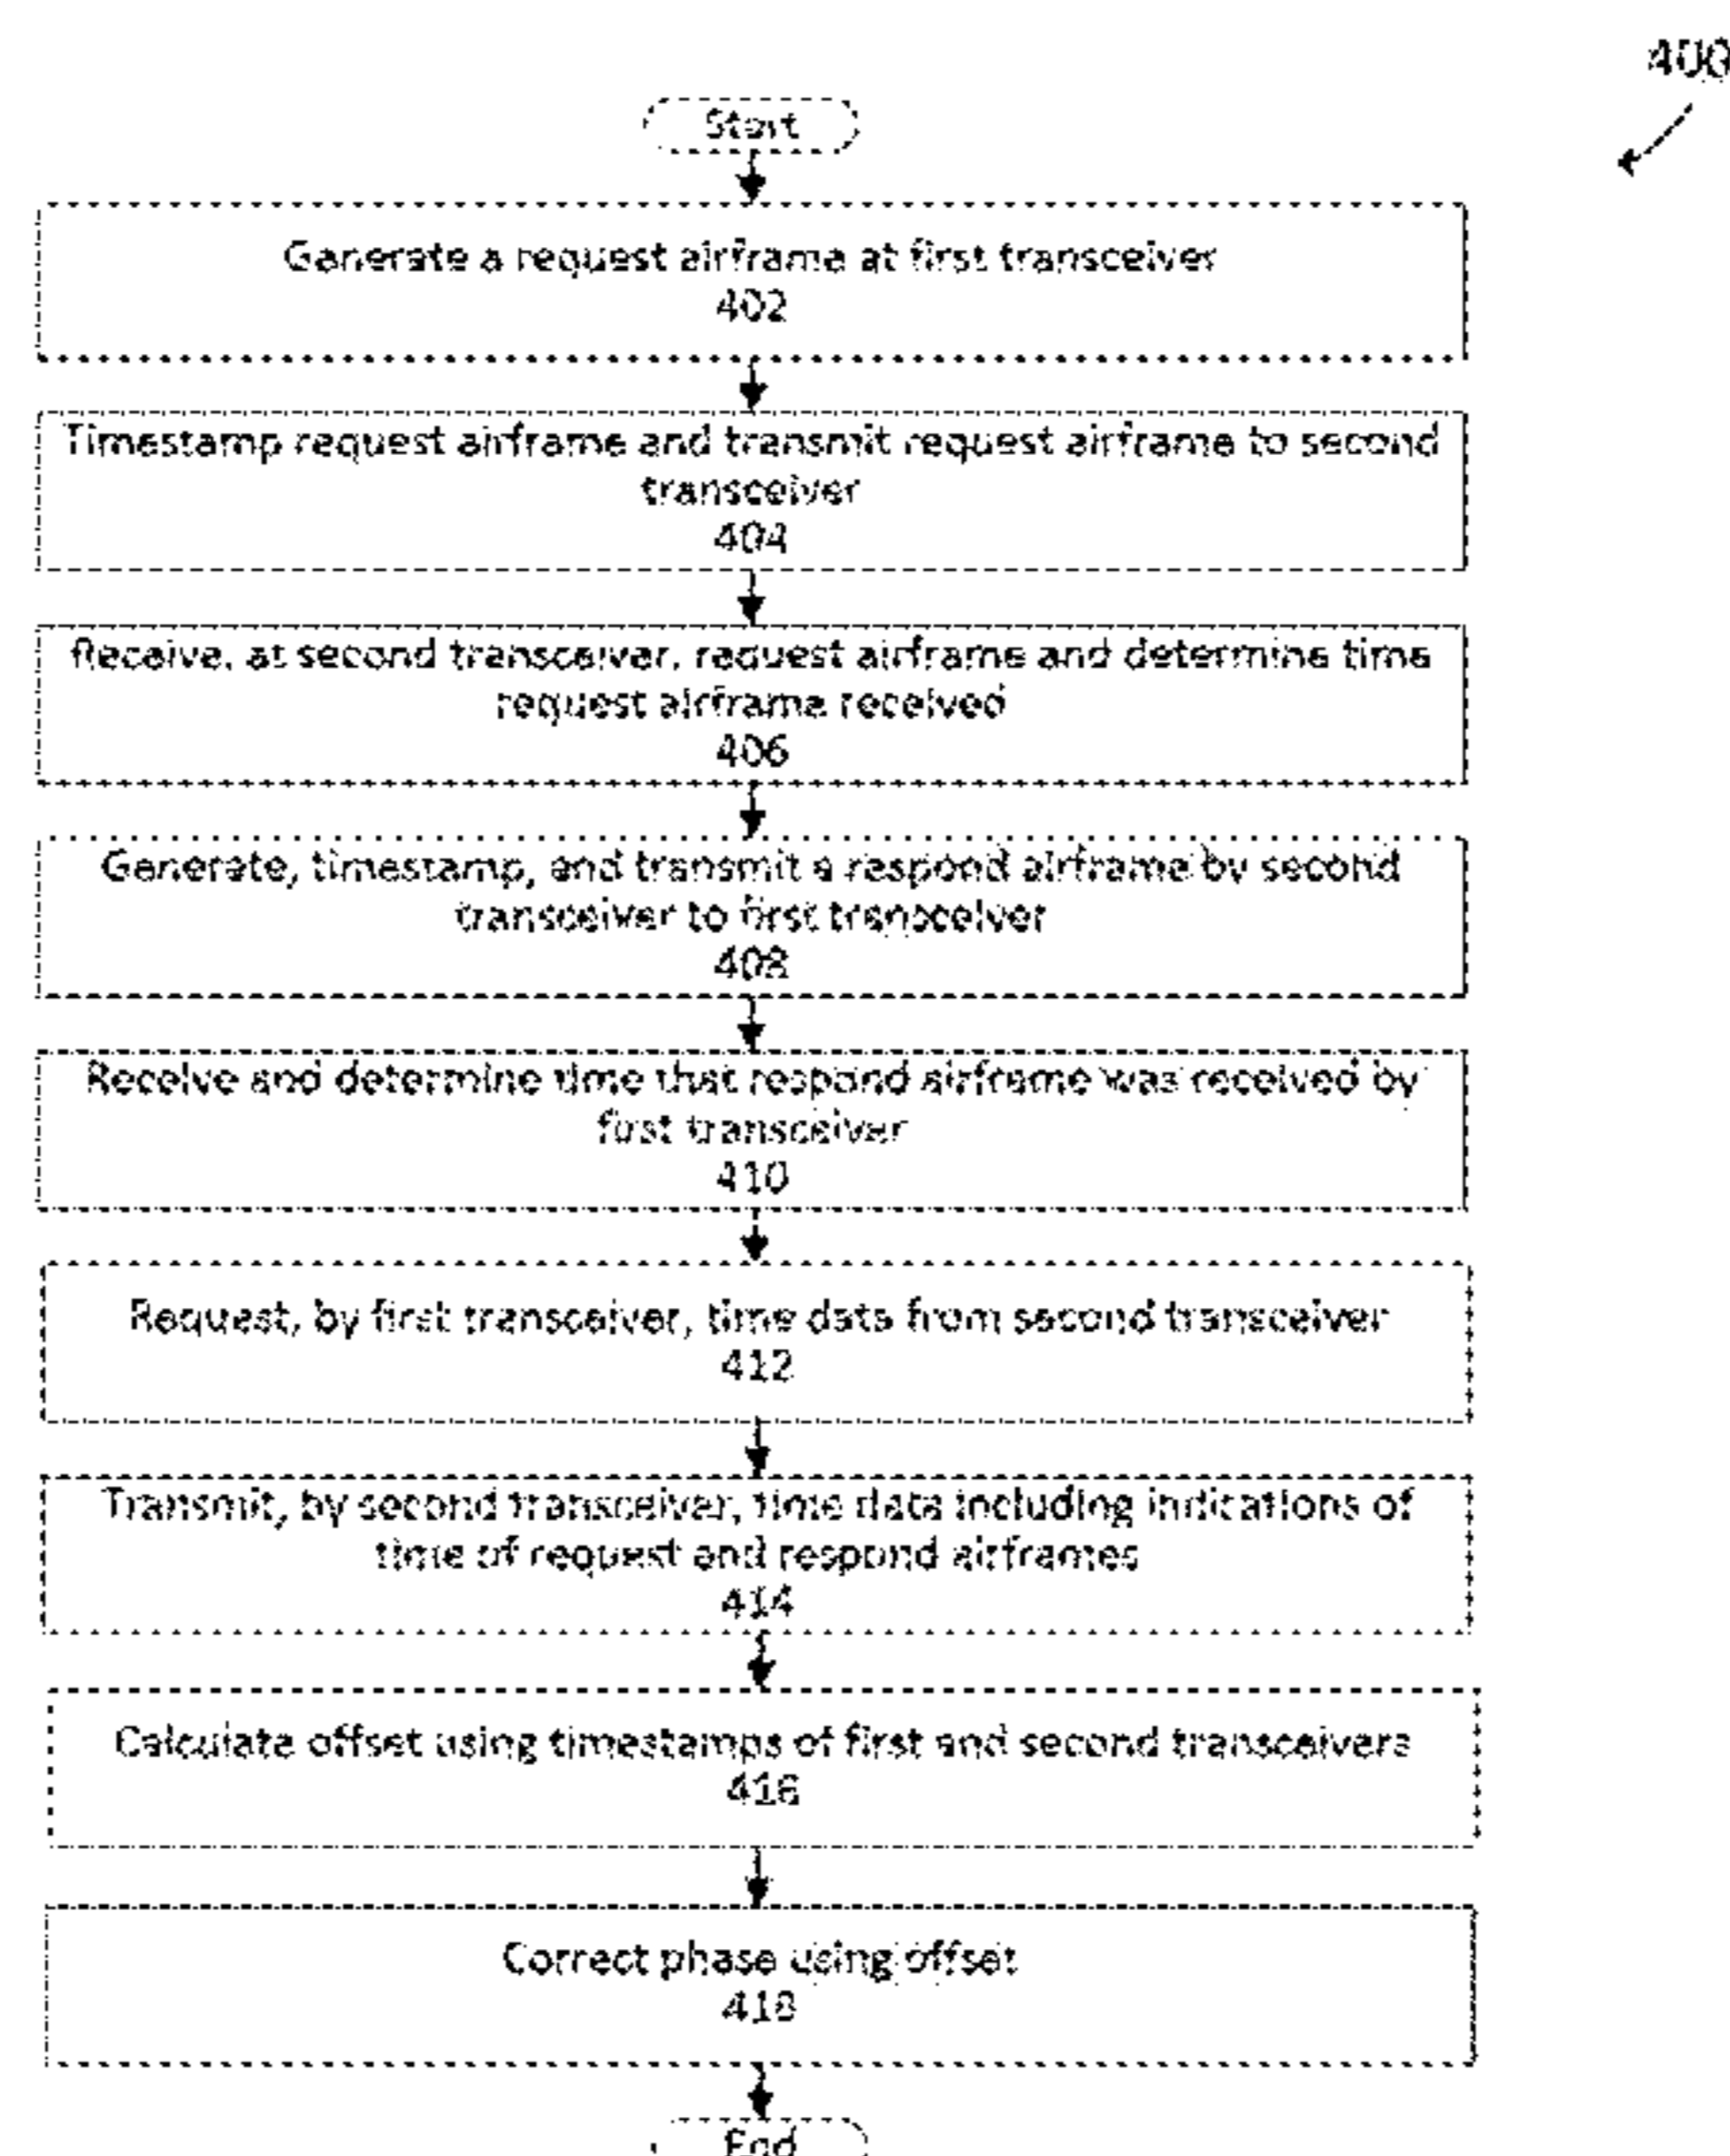 400
Start
Generate a request airframe at first transceiver
402
Timestamp request airframe and transmit request airframe to second
transceiver
404
Receive, at second transceiver, request airframe and determine time
request airframe received
406
Generate, timestamp, and transmit a respond airframe by second
transceiver to first transceiver
408
Receive and determine time that respond airframe was received by
first transceiver
410
Request, by first transceiver, time data from second transceiver
412
Transmit, by second transceiver, time data including indications of
time of request and respond airframes
414
Calculate offset using timestamps of first and second transceivers
416
Correct phase using offset
418
End